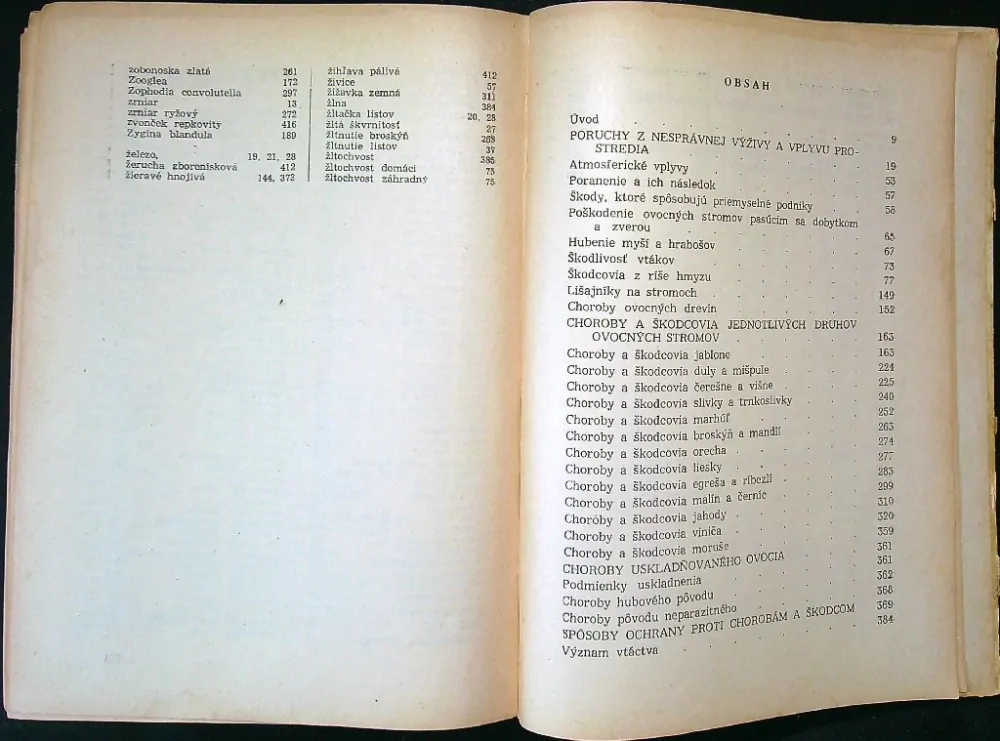 zobonoska zlatá 261
Zooglea 172
Zophodia convolutella 297
zrniar 13
zrniar ryžový 272
zvonček repkovitý 416
Zygina blandula 189
železo, 19, 21, 28
žerucha zborenisková 412
žieravé hnojivá 144, 373
žihľava pálivá 412
živice 57
žižavka zemná 311
žlna 384
žltačka listov 20, 28
žltá škvrnitosť 27
žltnutie broskýň 269
žltnutie listov 37
žltochvost 385
žltochvost domáci 75
žltochvost záhradný 75
OBSAH
Úvod 9
PORUCHY Z NESPRÁVNEJ VÝŽIVY A VPLYVU PRO-
STREDIA 19
Atmosferické vplyvy 53
Poranenie a ich následok 57
Škody, ktoré spôsobujú priemyselné podniky 58
Poškodenie ovocných stromov pasúcim sa dobytkom
a zverou 65
Hubenie myší a hrabošov 67
Škodlivosť vtákov 73
Škodcovia z ríše hmyzu 77
Lišajníky na stromoch 149
Choroby ovocných drevín 152
CHOROBY A ŠKODCOVIA JEDNOTLIVÝCH DRUHOV
OVOCNÝCH STROMOV 163
Choroby a škodcovia jablone 163
Choroby a škodcovia duly a mišpule 224
Choroby a škodcovia čerešne a višne 225
Choroby a škodcovia slivky a trnkoslivky 240
Choroby a škodcovia marhúľ 252
Choroby a škodcovia broskýň a mandlí 263
Choroby a škodcovia orecha 274
Choroby a škodcovia liesky 277
Choroby a škodcovia egreša a ríbezlí 283
Choroby a škodcovia malín a černíc 299
Choroby a škodcovia jahody 310
Choroby a škodcovia viniča 320
Choroby a škodcovia moruše 359
CHOROBY USKLADŇOVANÉHO OVOCIA 361
Podmienky uskladnenia 361
Choroby hubového pôvodu 362
Choroby pôvodu neparazitného 368
SPÔSOBY OCHRANY PROTI CHOROBÁM A ŠKODCOM 369
Význam vtáctva 384